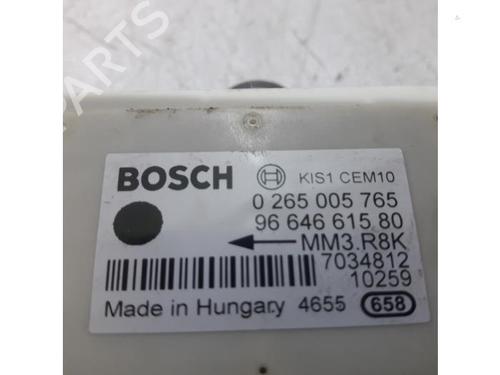 BOSCH KIS1 CEM10
0 265 005 765
96 646 615 80
MM3.R8K
7034812
10259
Made in Hungary 4655 658